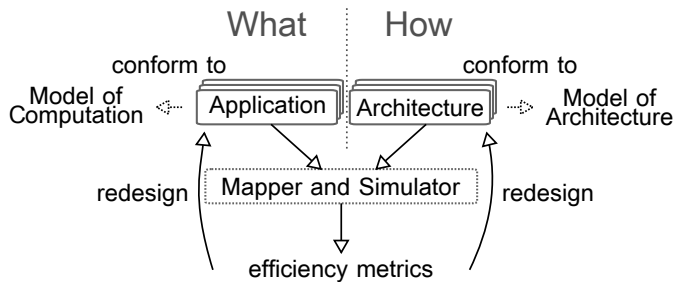 What How
conform to conform to
Model of
Computation
Application
Architecture
Model of
Architecture
redesign
Mapper and Simulator
redesign
efficiency metrics